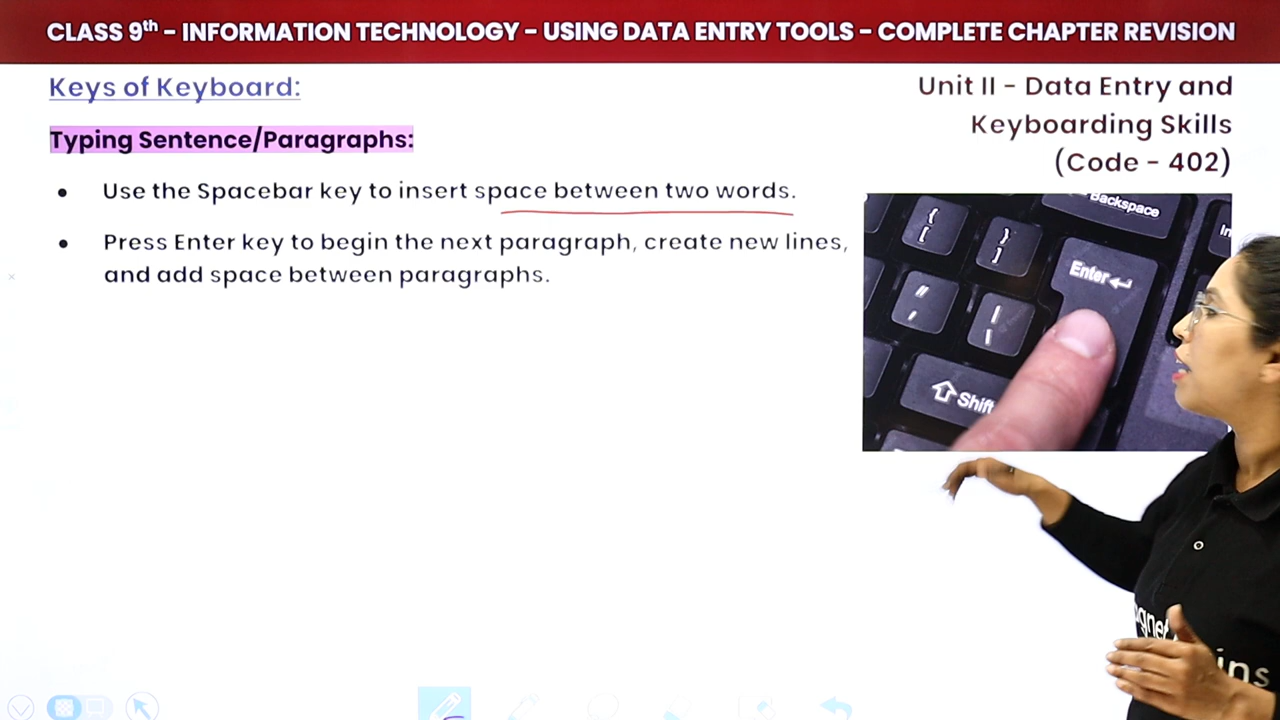 CLASS 9th – INFORMATION TECHNOLOGY – USING DATA ENTRY TOOLS – COMPLETE CHAPTER REVISION
Keys of Keyboard:
Unit II – Data Entry and
Keyboarding Skills
(Code – 402)
Typing Sentence/Paragraphs:
• Use the Spacebar key to insert space between two words.
• Press Enter key to begin the next paragraph, create new lines,
and add space between paragraphs.
Backspace
{
[
}
]
Enter
"
|
\
Shift